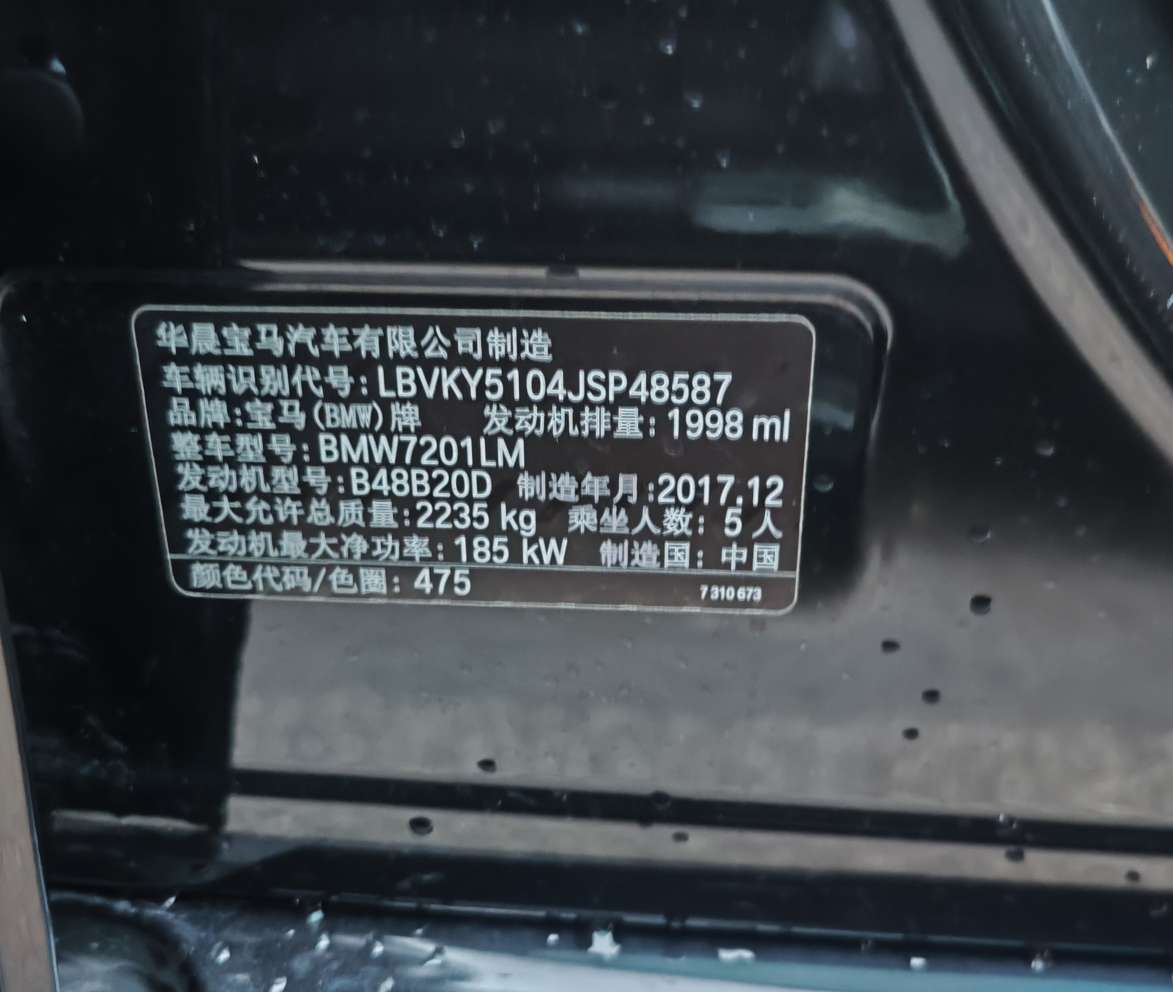 华晨宝马汽车有限公司制造
车辆识别代号: LBVKY5104JSP48587
品牌: 宝马(BMW)牌 发动机排量: 1998 ml
整车型号: BMW7201LM
发动机型号: B48B20D 制造年月: 2017.12
最大允许总质量: 2235 kg 乘坐人数: 5 人
发动机最大净功率: 185 kW 制造国: 中国
颜色代码/色圈: 475 7 310 673